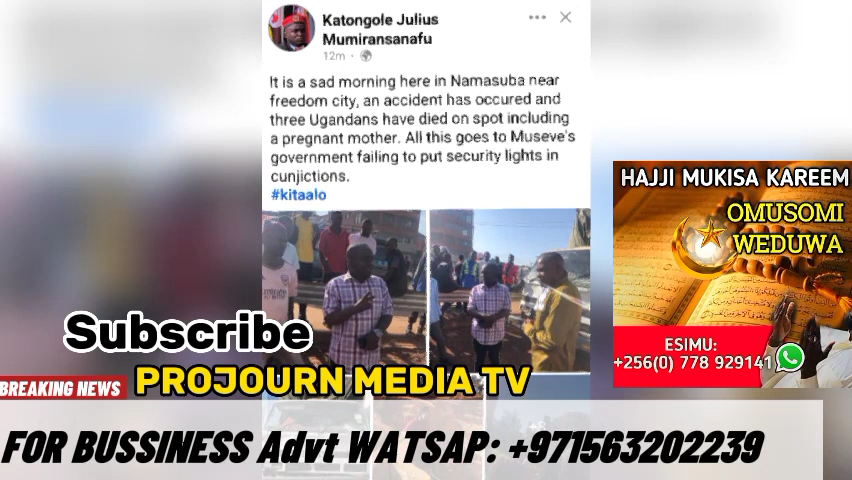 Katongole Julius
Mumiransanafu
12m
It is a sad morning here in Namasuba near
freedom city, an accident has occured and
three Ugandans have died on spot including
a pregnant mother. All this goes to Museve's
government failing to put security lights in
cunjictions.
#kitaalo
HAJJI MUKISA KAREEM
OMUSOMI
WEDUWA
ESIMU:
+256(0) 778 929141
Subscribe
BREAKING NEWS
PROJOURN MEDIA TV
FOR BUSSINESS Advt WATSAP: +971563202239